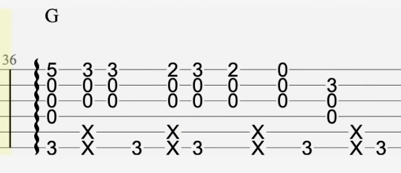 G
36
5 3 3 2 3 2 0
0 0 0 0 0 0 0 3
0 0 0 0 0 0 0 0
0 0
X X X X
3 X 3 X 3 X 3 X 3